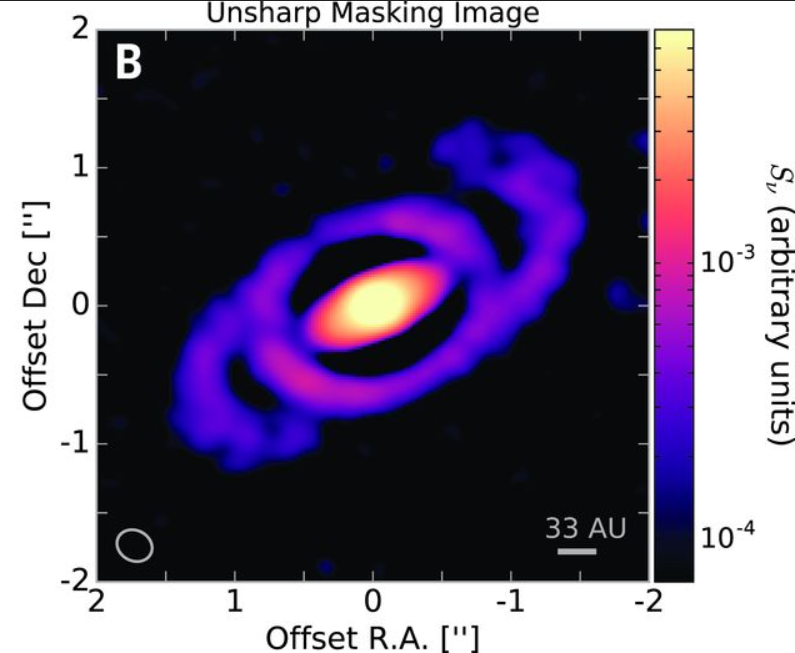 Unsharp Masking Image
B
2
1
0
-1
-2
Offset Dec ["]
2 1 0 -1 -2
Offset R.A. ["]
33 AU
10⁻³
10⁻⁴
Sν (arbitrary units)